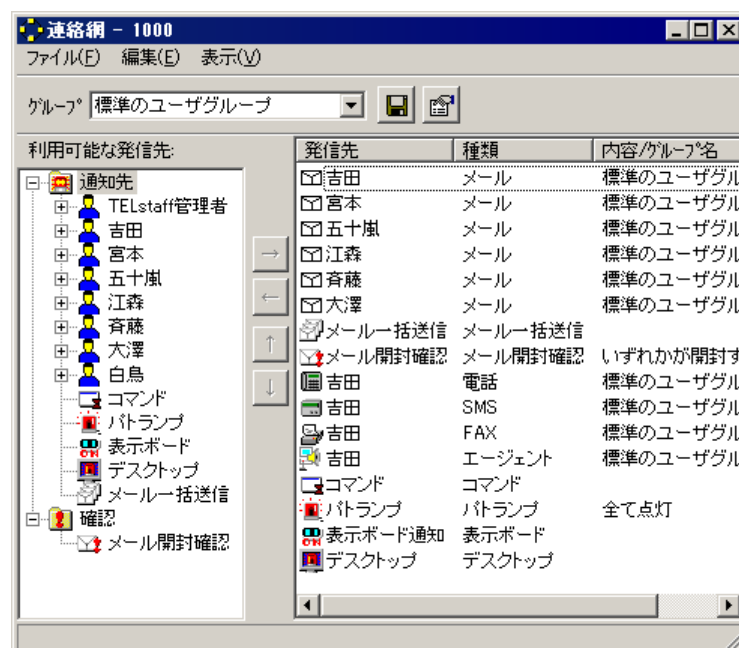 連絡網 - 1000
ファイル(F) 編集(E) 表示(V)
グループ 標準のユーザグループ
利用可能な発信先:
通知先
TELstaff管理者
吉田
宮本
五十嵐
江森
斉藤
大澤
白鳥
コマンド
パトランプ
表示ボード
デスクトップ
メール一括送信
確認
メール開封確認
発信先 種類 内容/グループ名
吉田 メール 標準のユーザグル
宮本 メール 標準のユーザグル
五十嵐 メール 標準のユーザグル
江森 メール 標準のユーザグル
斉藤 メール 標準のユーザグル
大澤 メール 標準のユーザグル
メール一括送信 メール一括送信
メール開封確認 メール開封確認 いずれかが開封す
吉田 電話 標準のユーザグル
吉田 SMS 標準のユーザグル
吉田 FAX 標準のユーザグル
吉田 エージェント 標準のユーザグル
コマンド コマンド
パトランプ パトランプ 全て点灯
表示ボード通知 表示ボード
デスクトップ デスクトップ